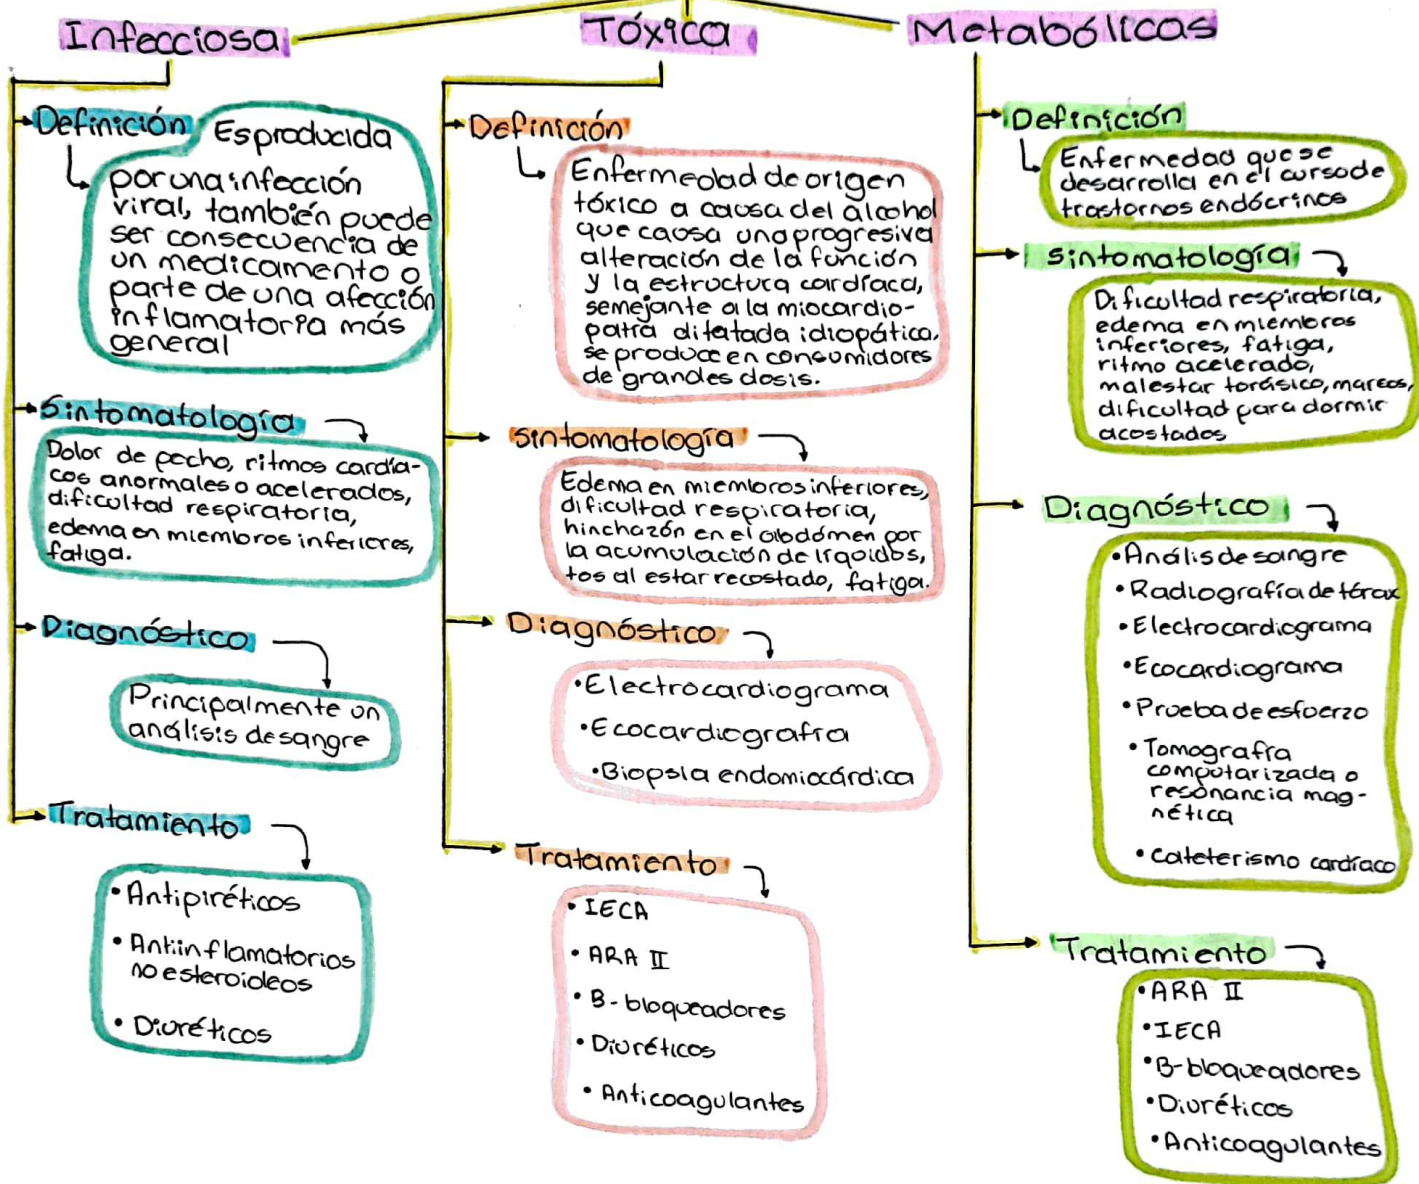 Infecciosa
Definición
Es producida
por una infección
viral, también puede
ser consecuencia de
un medicamento o
parte de una afección
inflamatoria más
general
Sintomatología
Dolor de pecho, ritmos cardía-
cos anormales o acelerados,
dificultad respiratoria,
edema en miembros inferiores,
fatiga.
Diagnóstico
Principalmente un
análisis de sangre
Tratamiento
• Antipiréticos
• Antiinflamatorios
no esteroideos
• Diuréticos
Tóxica
Definición
Enfermedad de origen
tóxico a causa del alcohol
que causa una progresiva
alteración de la función
y la estructura cardíaca,
semejante a la miocardio-
patía dilatada idiopática.
se produce en consumidores
de grandes dosis.
Sintomatología
Edema en miembros inferiores,
dificultad respiratoria,
hinchazón en el abdómen por
la acumulación de líquidos,
tos al estar recostado, fatiga.
Diagnóstico
• Electrocardiograma
• Ecocardiografía
• Biopsia endomiocárdica
Tratamiento
• IECA
• ARA II
• B-bloqueadores
• Diuréticos
• Anticoagulantes
Metabólicas
Definición
Enfermedad que se
desarrolla en el curso de
trastornos endócrinos
Sintomatología
Dificultad respiratoria,
edema en miembros
inferiores, fatiga,
ritmo acelerado,
malestar torásico, mareos,
dificultad para dormir
acostados
Diagnóstico
• Análisis de sangre
• Radiografía de tórax
• Electrocardiograma
• Ecocardiograma
• Prueba de esfuerzo
• Tomografía
computarizada o
resonancia mag-
nética
• Cateterismo cardíaco
Tratamiento
• ARA II
• IECA
• B-bloqueadores
• Diuréticos
• Anticoagulantes